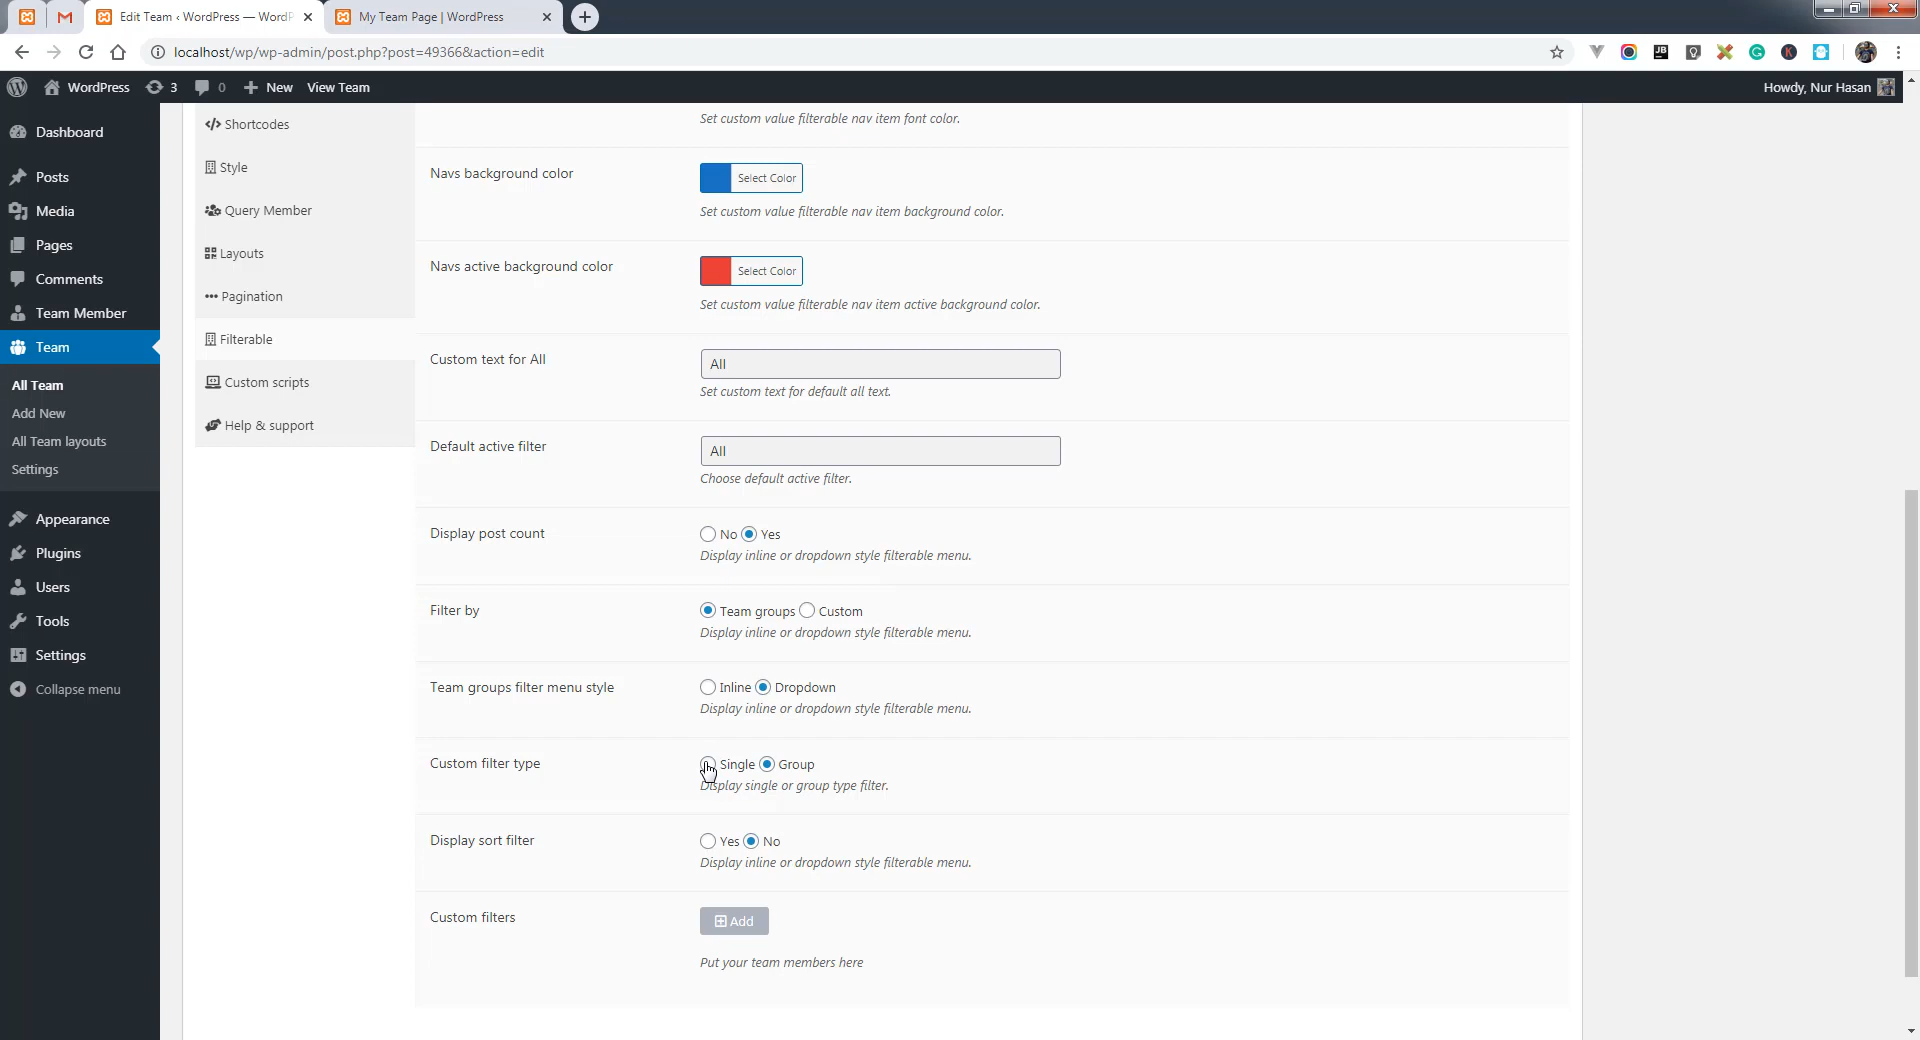 Edit Team ‹ WordPress — WordP
My Team Page | WordPress
localhost/wp/wp-admin/post.php?post=49366&action=edit
WordPress 3 0 New View Team
Howdy, Nur Hasan
Dashboard
Posts
Media
Pages
Comments
Team Member
Team
All Team
Add New
All Team layouts
Settings
Appearance
Plugins
Users
Tools
Settings
Collapse menu
Shortcodes
Style
Query Member
Layouts
Pagination
Filterable
Custom scripts
Help & support
Set custom value filterable nav item font color.
Navs background color
Select Color
Set custom value filterable nav item background color.
Navs active background color
Select Color
Set custom value filterable nav item active background color.
Custom text for All
All
Set custom text for default all text.
Default active filter
All
Choose default active filter.
Display post count
No Yes
Display inline or dropdown style filterable menu.
Filter by
Team groups Custom
Display inline or dropdown style filterable menu.
Team groups filter menu style
Inline Dropdown
Display inline or dropdown style filterable menu.
Custom filter type
Single Group
Display single or group type filter.
Display sort filter
Yes No
Display inline or dropdown style filterable menu.
Custom filters
Add
Put your team members here